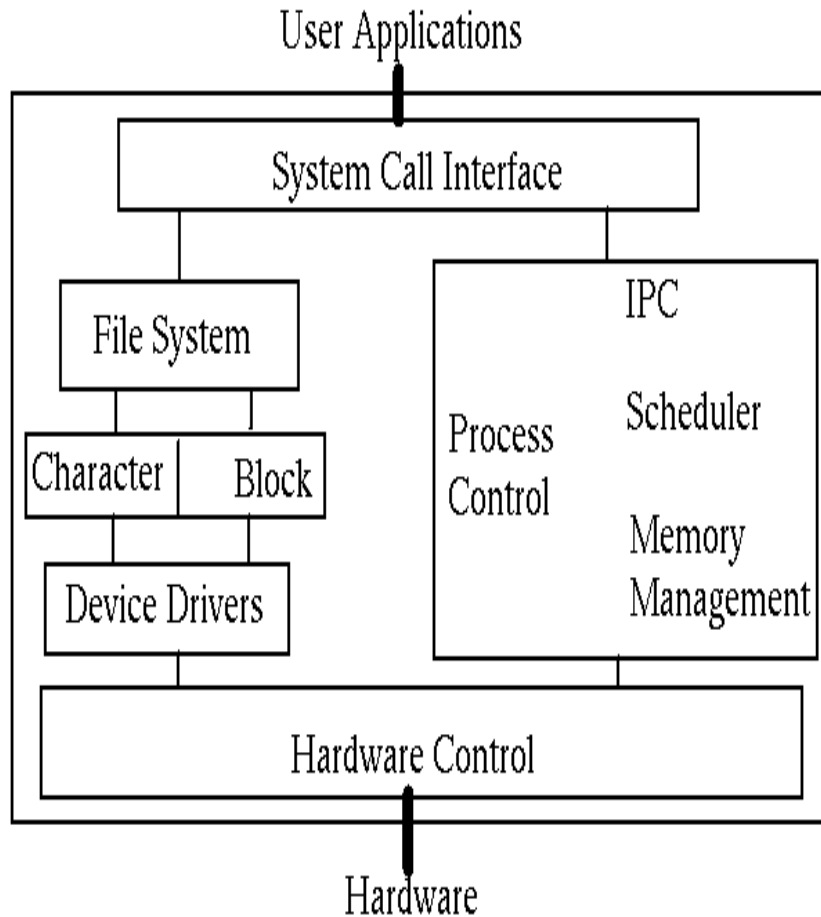 User Applications
System Call Interface
File System
Character
Block
Device Drivers
IPC
Scheduler
Process
Control
Memory
Management
Hardware Control
Hardware